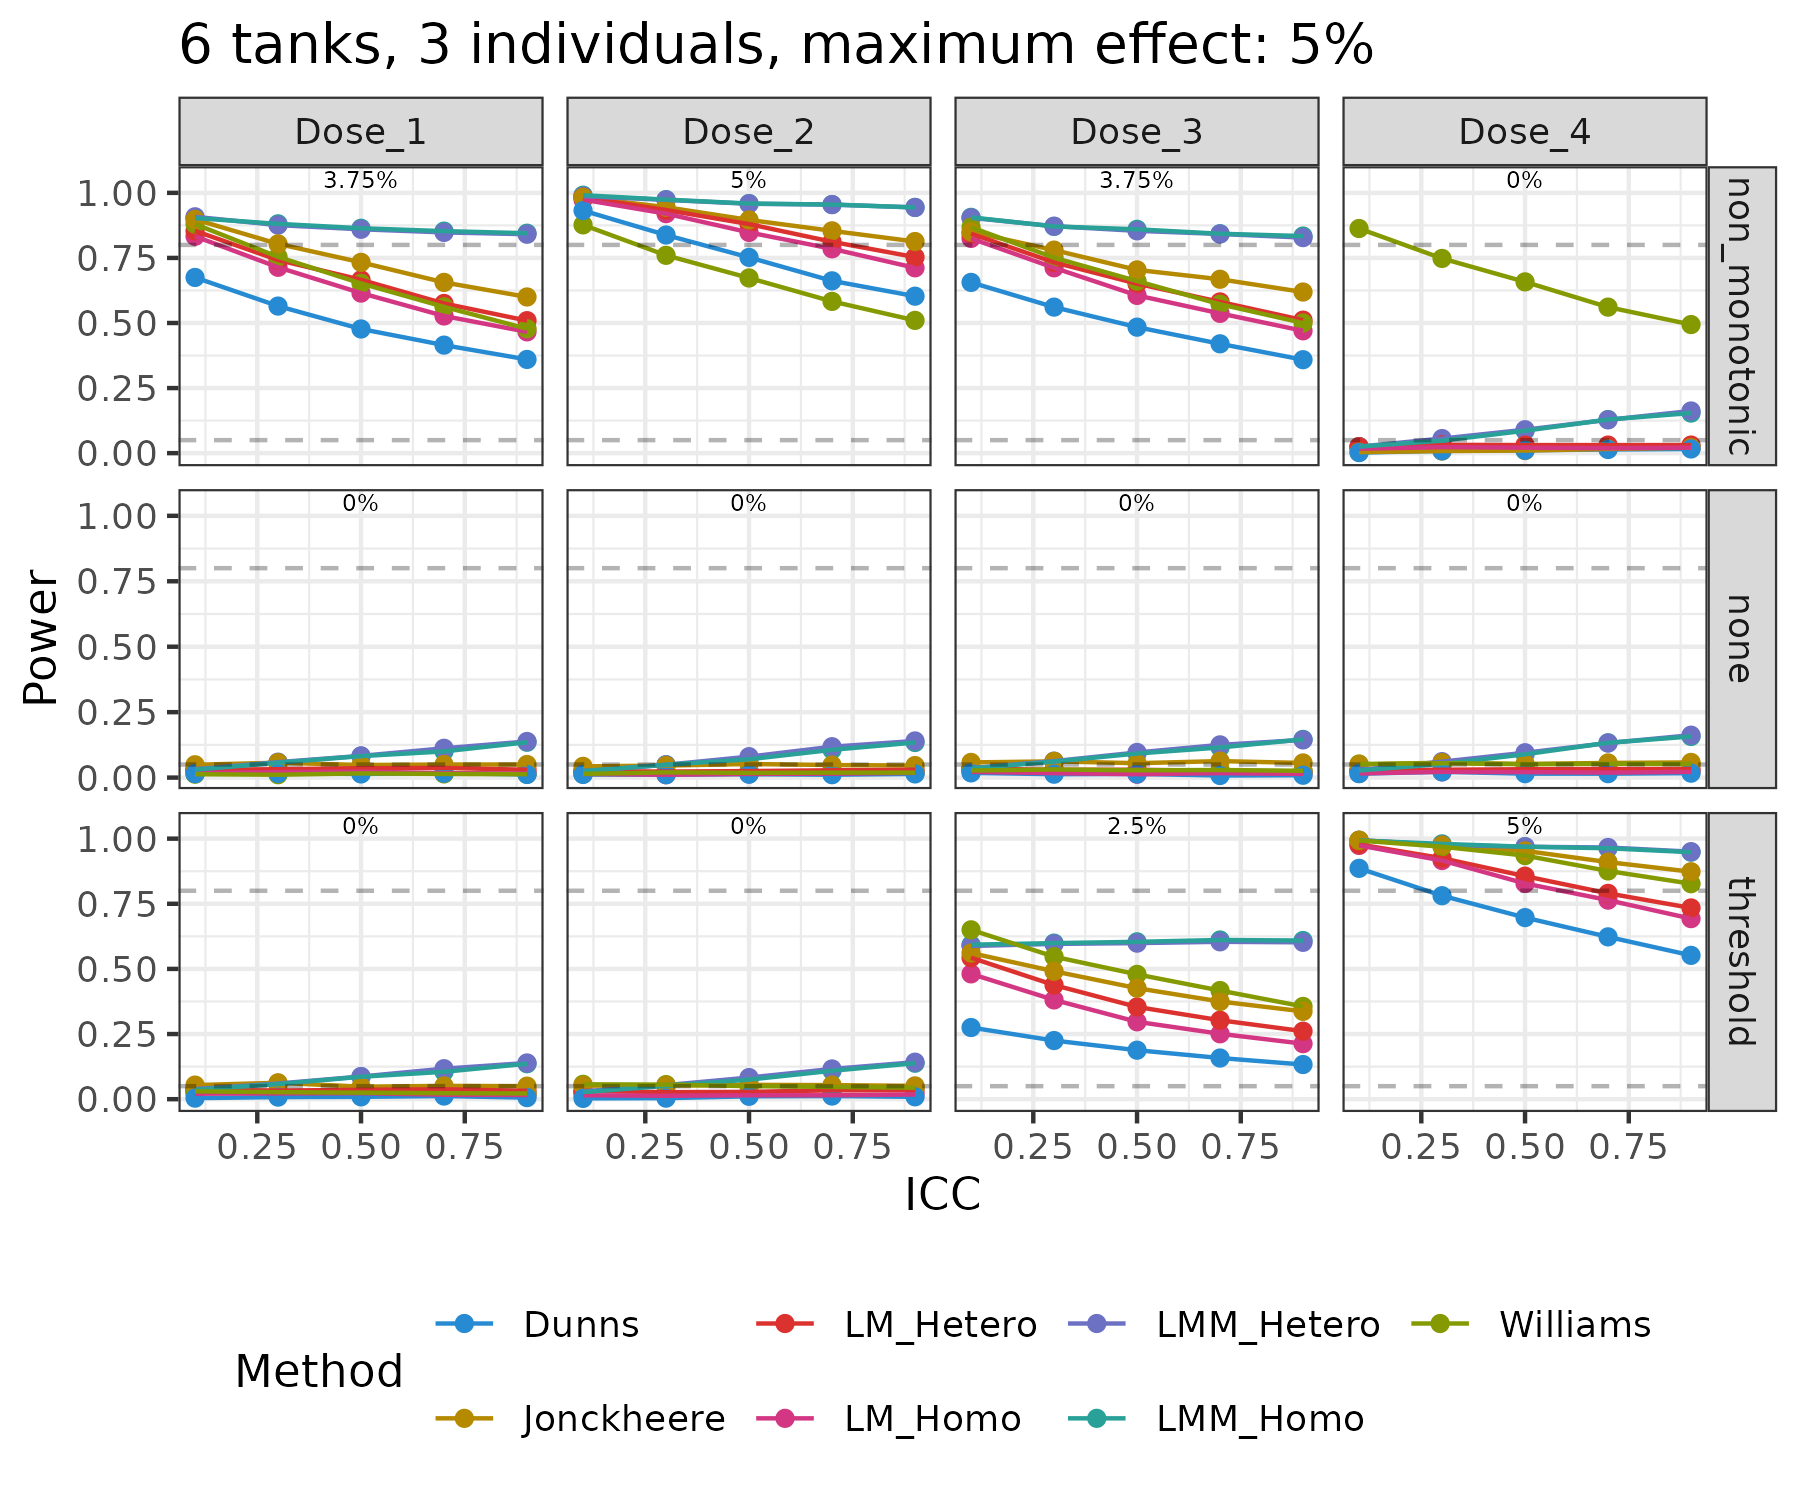 6 tanks, 3 individuals, maximum effect: 5%
Dose_1 Dose_2 Dose_3 Dose_4
3.75% 5% 3.75% 0%
1.00
0.75
0.50
0.25
0.00
non_monotonic
0% 0% 0% 0%
1.00
0.75
0.50
0.25
0.00
none
Power
0% 0% 2.5% 5%
1.00
0.75
0.50
0.25
0.00
threshold
0.25 0.50 0.75 0.25 0.50 0.75 0.25 0.50 0.75 0.25 0.50 0.75
ICC
Method
Dunns LM_Hetero LMM_Hetero Williams
Jonckheere LM_Homo LMM_Homo